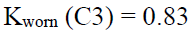 Kworn (C3) = 0.83